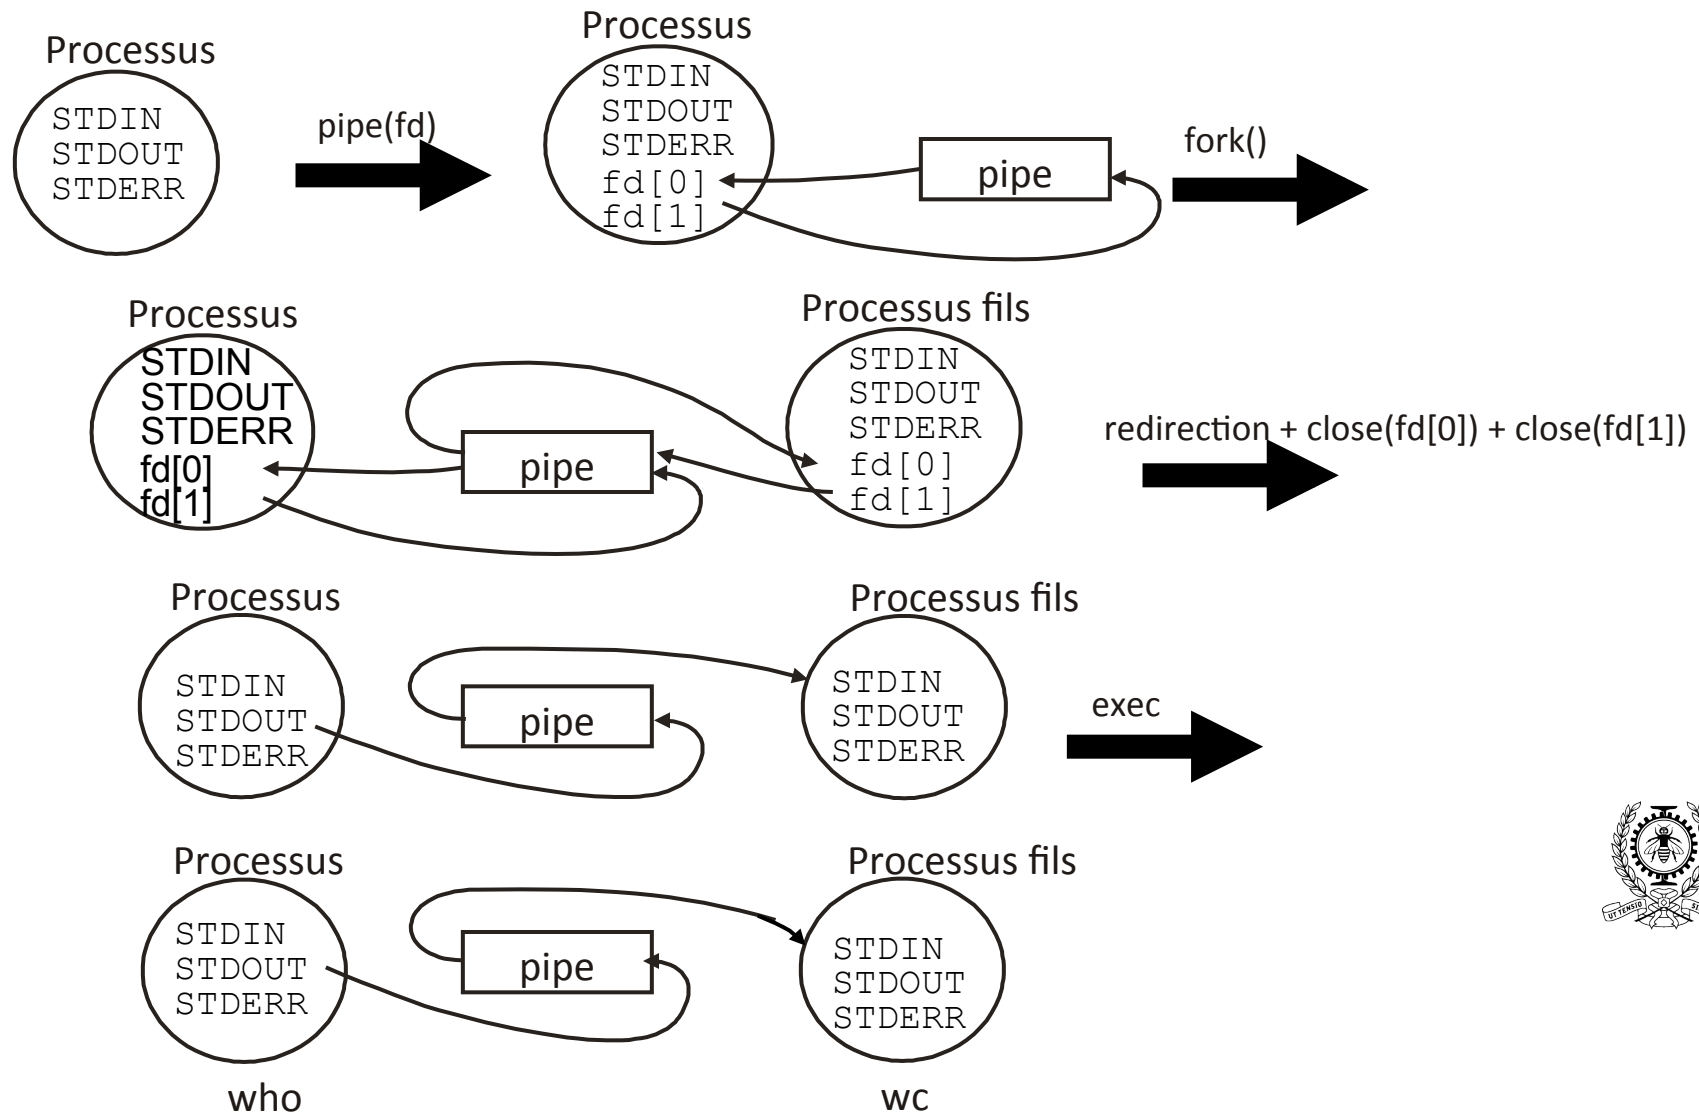 Processus
STDIN
STDOUT
STDERR
pipe(fd)
Processus
STDIN
STDOUT
STDERR
fd[0]
fd[1]
pipe
fork()
Processus
STDIN
STDOUT
STDERR
fd[0]
fd[1]
pipe
Processus fils
STDIN
STDOUT
STDERR
fd[0]
fd[1]
redirection + close(fd[0]) + close(fd[1])
Processus
STDIN
STDOUT
STDERR
pipe
Processus fils
STDIN
STDOUT
STDERR
exec
Processus
STDIN
STDOUT
STDERR
who
pipe
Processus fils
STDIN
STDOUT
STDERR
wc
UT TENSIO